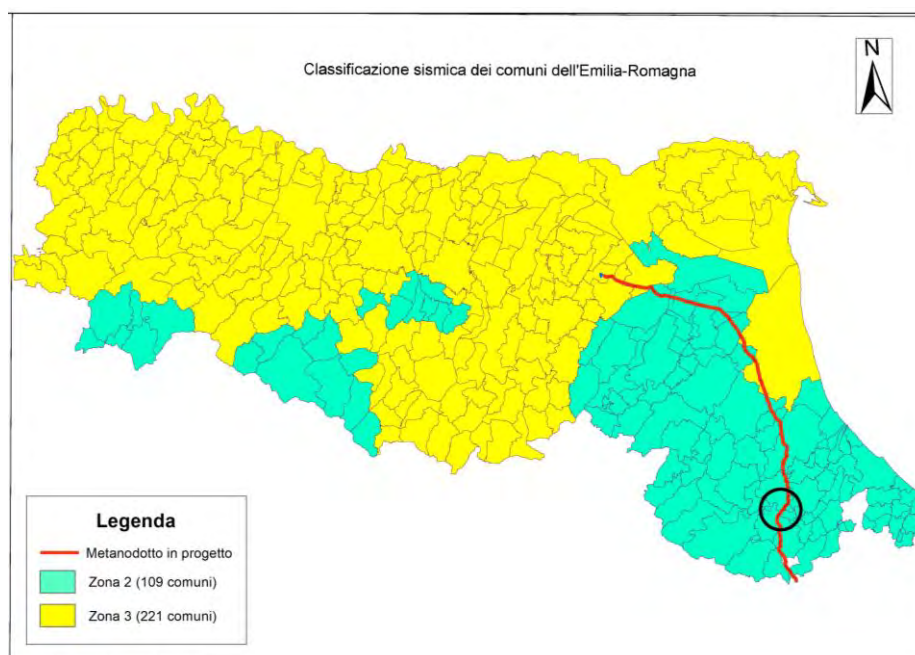 Classificazione sismica dei comuni dell'Emilia-Romagna
N
Legenda
Metanodotto in progetto
Zona 2 (109 comuni)
Zona 3 (221 comuni)